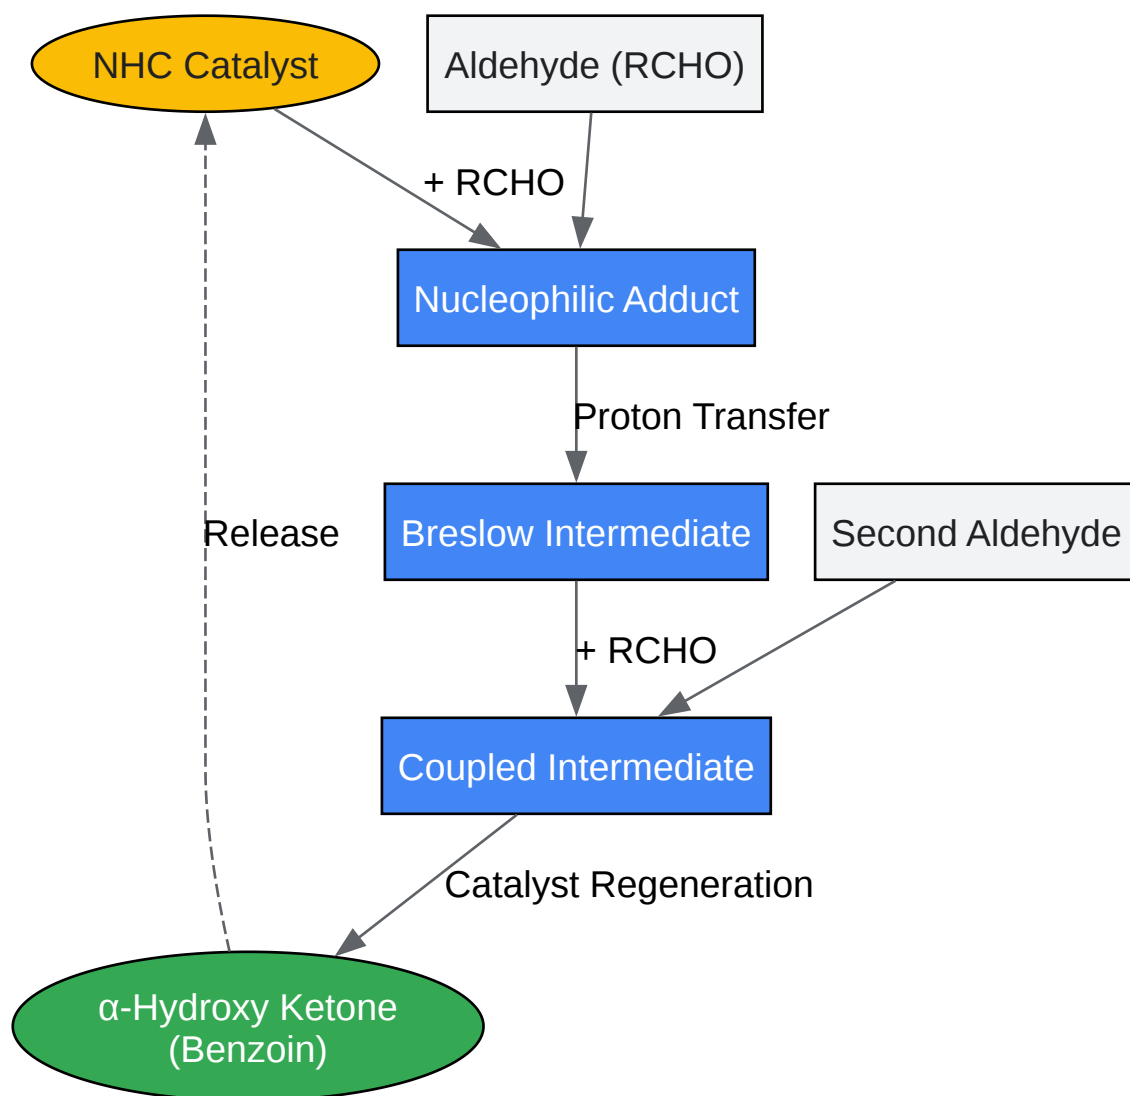 NHC Catalyst
Aldehyde (RCHO)
+ RCHO
Nucleophilic Adduct
Proton Transfer
Release
Breslow Intermediate
Second Aldehyde
+ RCHO
Coupled Intermediate
Catalyst Regeneration
α-Hydroxy Ketone
(Benzoin)